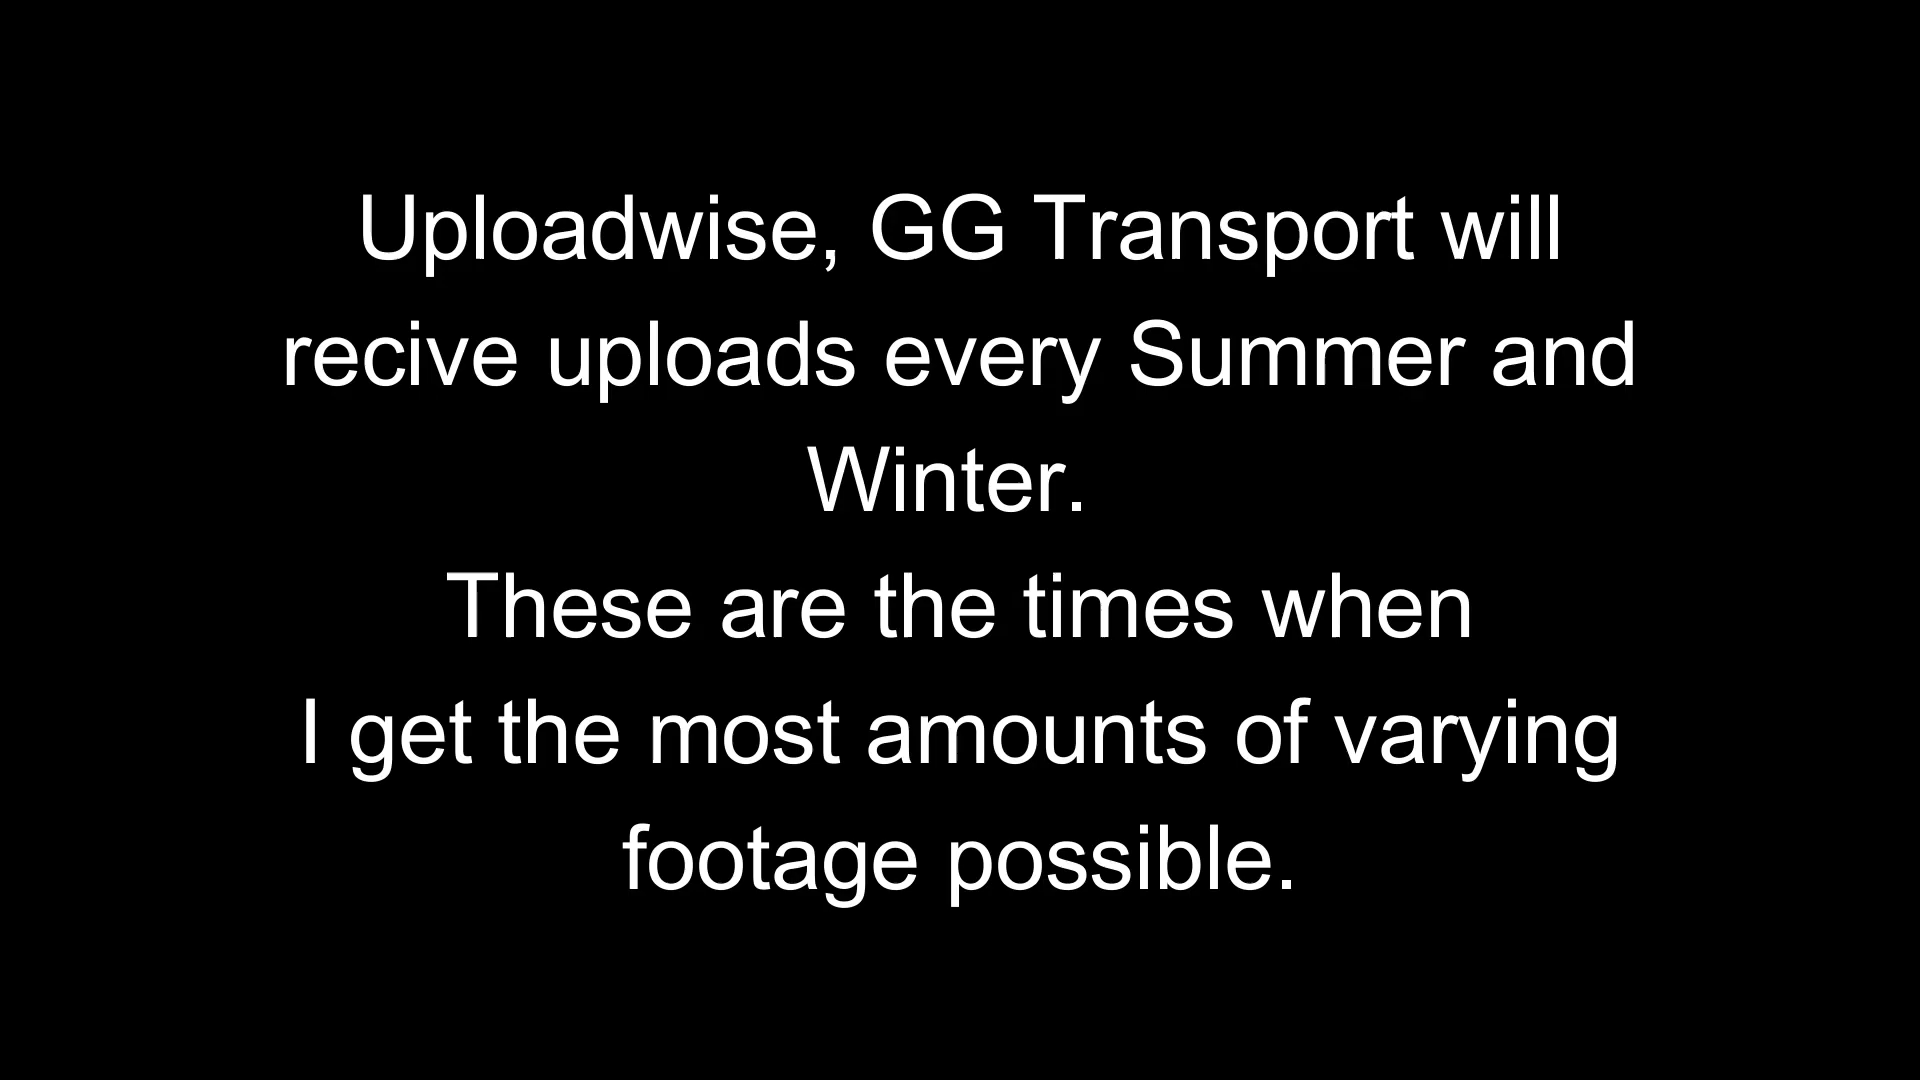 Uploadwise, GG Transport will
recive uploads every Summer and
Winter.
These are the times when
I get the most amounts of varying
footage possible.